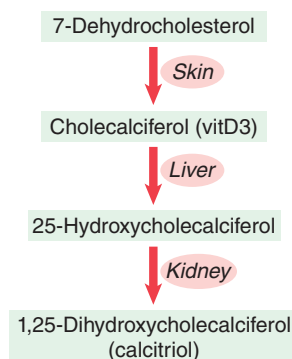 7-Dehydrocholesterol
Skin
Cholecalciferol (vitD3)
Liver
25-Hydroxycholecalciferol
Kidney
1,25-Dihydroxycholecalciferol
(calcitriol)